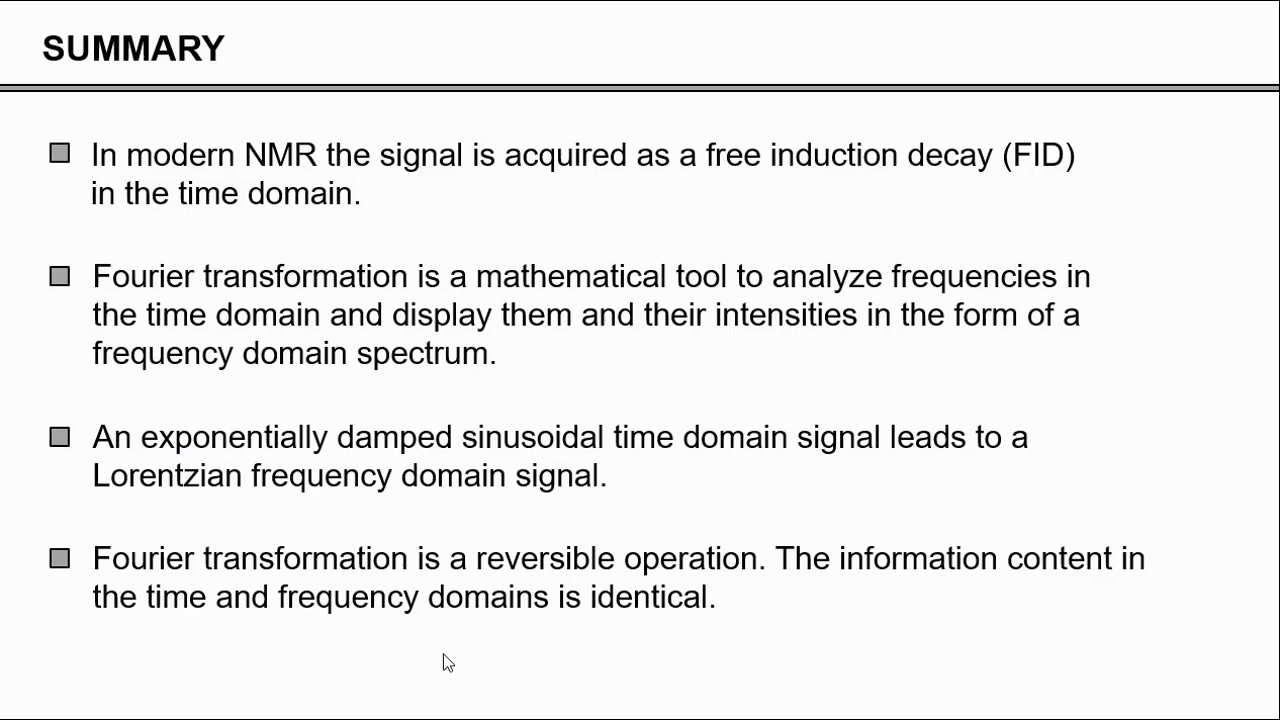 SUMMARY
In modern NMR the signal is acquired as a free induction decay (FID)
in the time domain.
Fourier transformation is a mathematical tool to analyze frequencies in
the time domain and display them and their intensities in the form of a
frequency domain spectrum.
An exponentially damped sinusoidal time domain signal leads to a
Lorentzian frequency domain signal.
Fourier transformation is a reversible operation. The information content in
the time and frequency domains is identical.